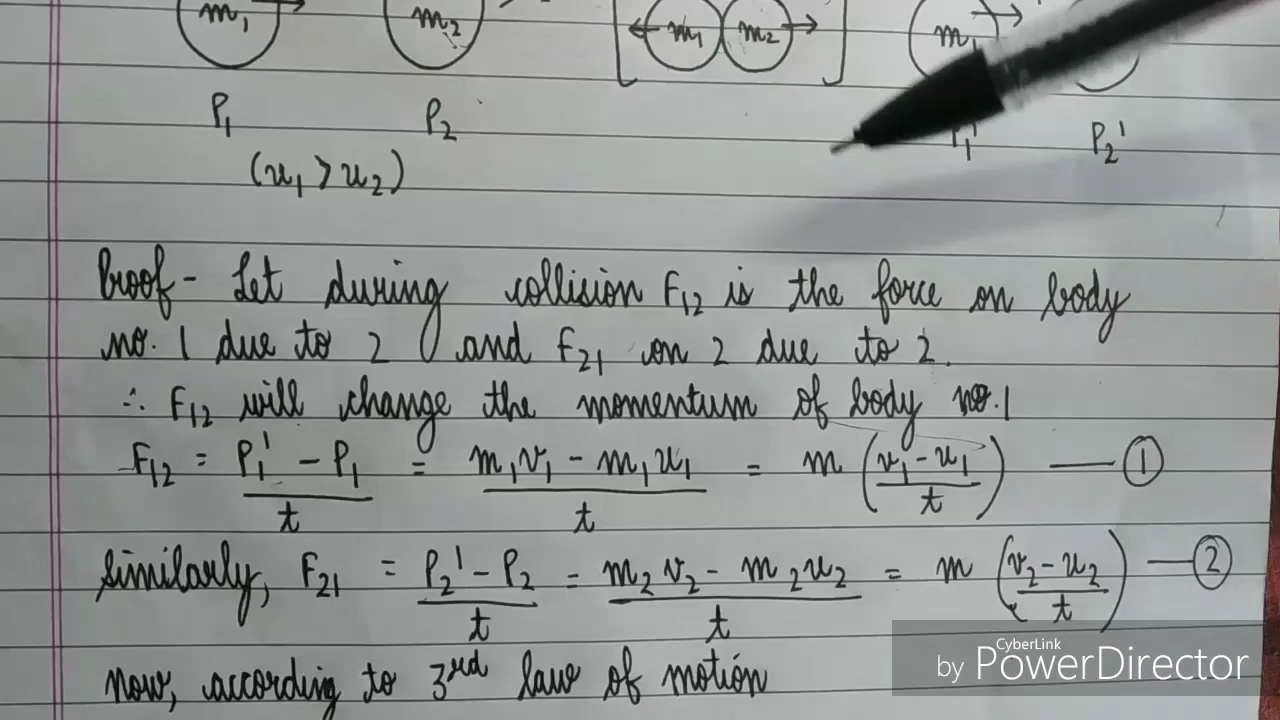 m₁ m₂ m₁ m₂ m₁
P₁ P₂ P₁' P₂'
(u₁ > u₂)
Proof - Let during collision F₁₂ is the force on body
no. 1 due to 2 and F₂₁ on 2 due to 2.
∴ F₁₂ will change the momentum of body no. 1
F₁₂ = (P₁' - P₁)/t = (m₁v₁ - m₁u₁)/t = m ((v₁ - u₁)/t) — ①
Similarly, F₂₁ = (P₂' - P₂)/t = (m₂v₂ - m₂u₂)/t = m ((v₂ - u₂)/t) — ②
Now, according to 3rd law of motion
CyberLink
by PowerDirector